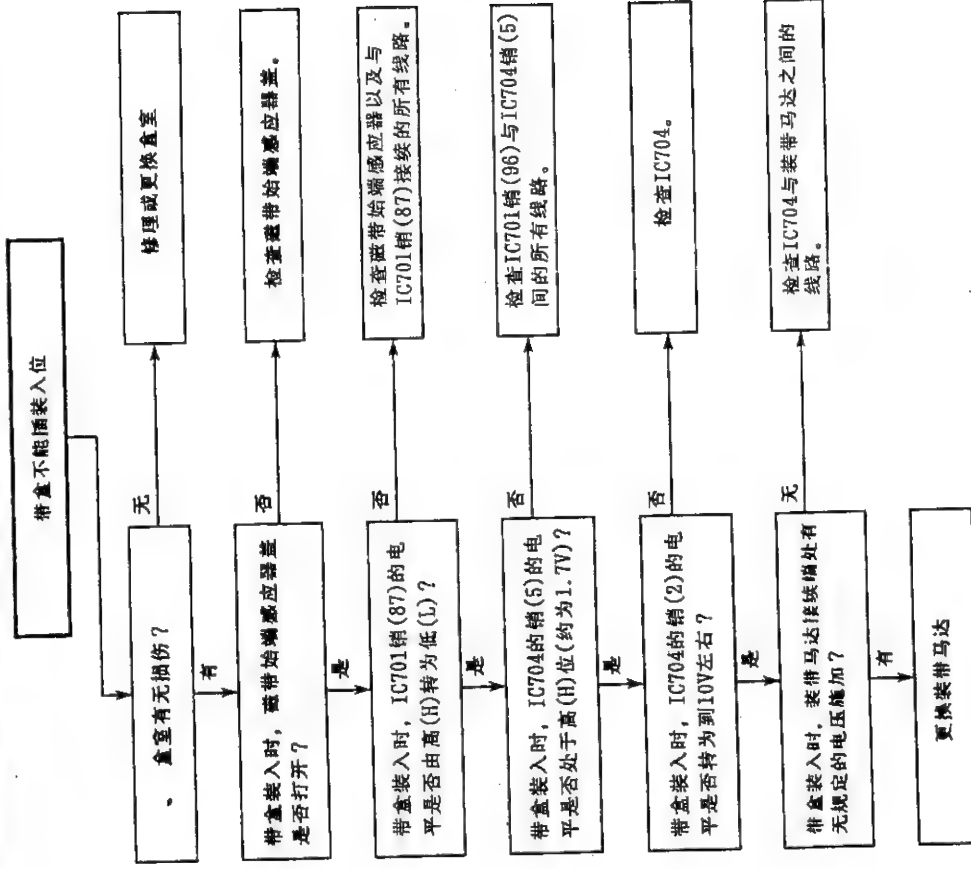 带盒不能插装入位
、 盒室有无损伤？
无
修理或更换盒室
有
带盒装入时，磁带始端感应器盖
是否打开？
否
检查磁带始端感应器盖。
是
带盒装入时，IC701销(87)的电
平是否由高(H)转为低(L)？
否
检查磁带始端感应器以及与
IC701销(87)接续的所有线路。
是
带盒装入时，IC704的销(5)的电
平是否处于高(H)位(约为1.7V)？
否
检查IC701销(96)与IC704销(5)
间的所有线路。
是
带盒装入时，IC704的销(2)的电
平是否转为到10V左右？
否
检查IC704。
是
带盒装入时，装带马达接续端处有
无规定的电压施加？
无
检查IC704与装带马达之间的
线路。
有
更换装带马达